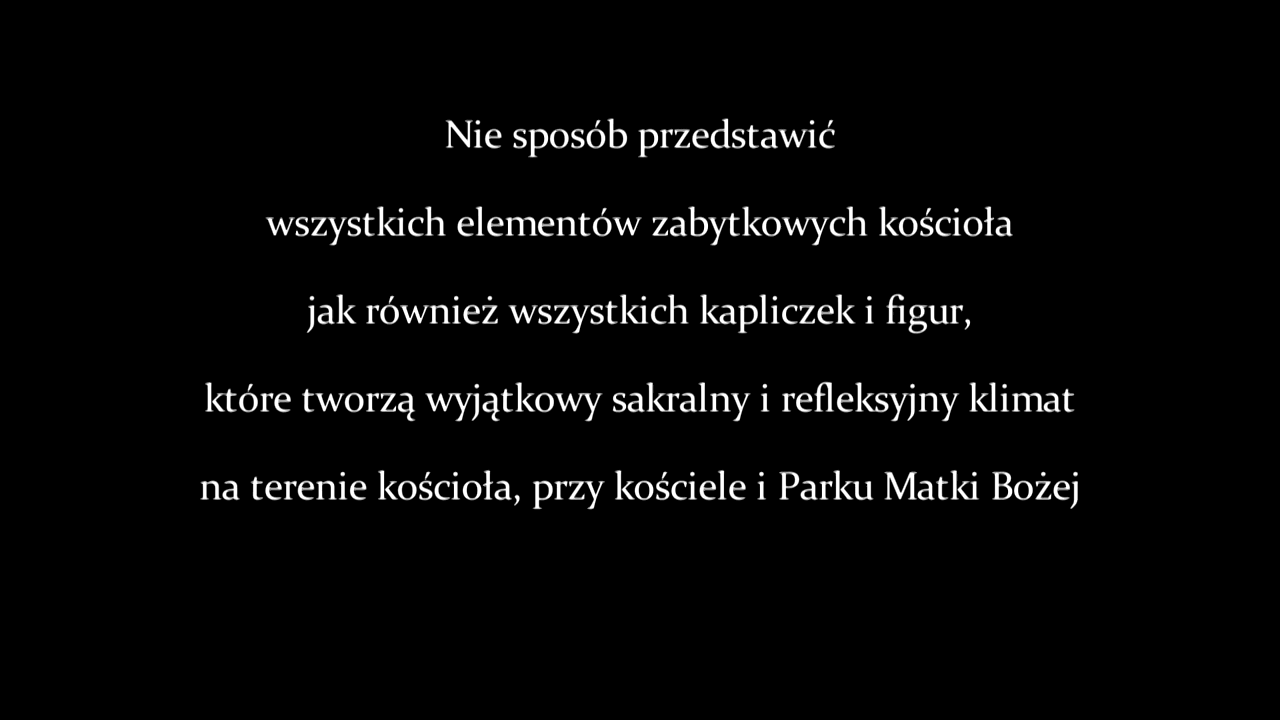 Nie sposób przedstawić
wszystkich elementów zabytkowych kościoła
jak również wszystkich kapliczek i figur,
które tworzą wyjątkowy sakralny i refleksyjny klimat
na terenie kościoła, przy kościele i Parku Matki Bożej